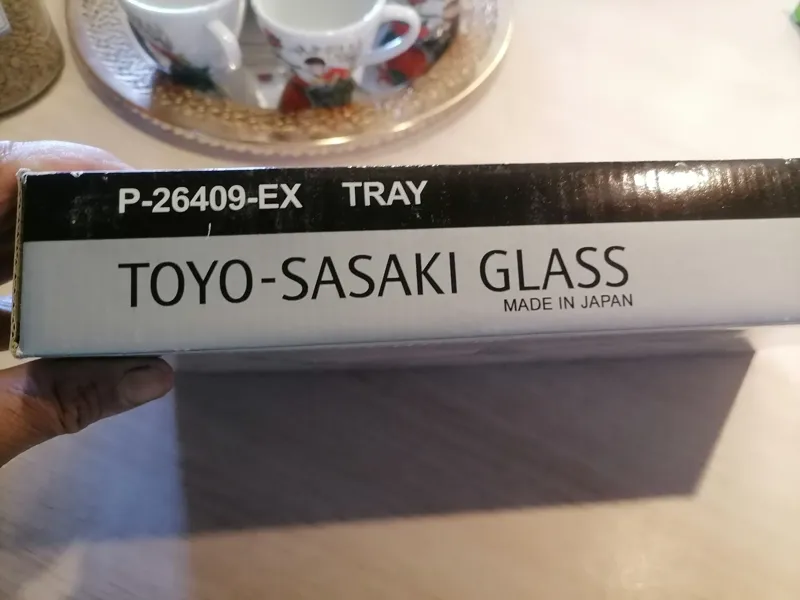 P-26409-EX TRAY
TOYO-SASAKI GLASS
MADE IN JAPAN